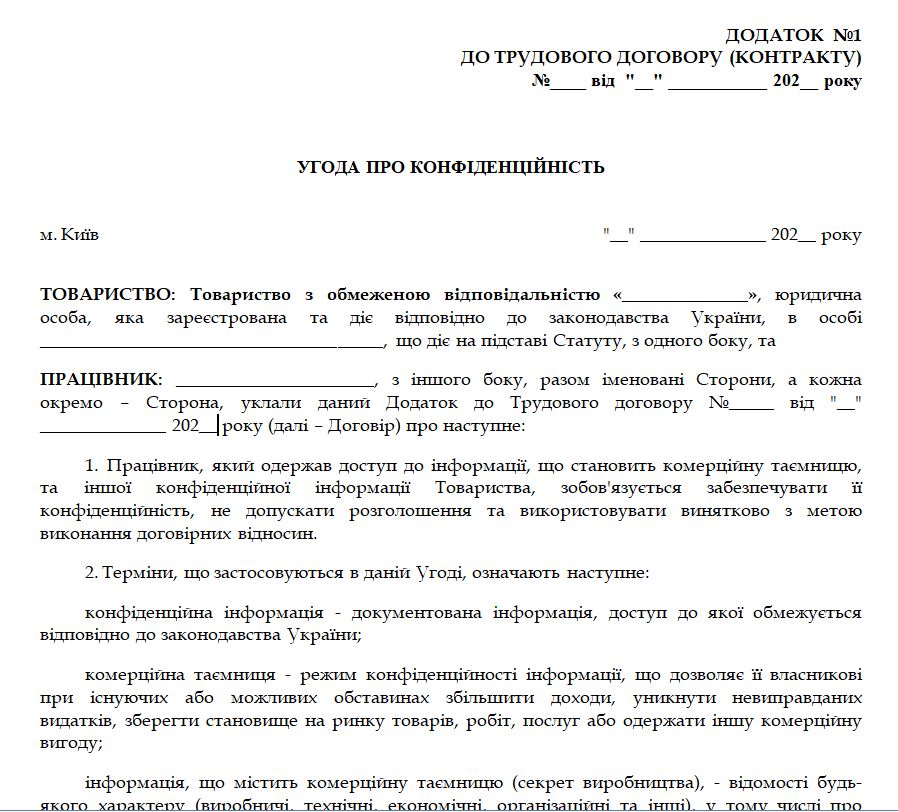 ДОДАТОК №1
ДО ТРУДОВОГО ДОГОВОРУ (КОНТРАКТУ)
№____ від "__" ___________ 202__ року
УГОДА ПРО КОНФІДЕНЦІЙНІСТЬ
м. Київ "__" ______________ 202__ року
ТОВАРИСТВО: Товариство з обмеженою відповідальністю «______________», юридична
особа, яка зареєстрована та діє відповідно до законодавства України, в особі
______________________________________, що діє на підставі Статуту, з одного боку, та
ПРАЦІВНИК: ______________________, з іншого боку, разом іменовані Сторони, а кожна
окремо – Сторона, уклали даний Додаток до Трудового договору №_____ від "__"
______________ 202__ року (далі – Договір) про наступне:
1. Працівник, який одержав доступ до інформації, що становить комерційну таємницю,
та іншої конфіденційної інформації Товариства, зобов'язується забезпечувати її
конфіденційність, не допускати розголошення та використовувати винятково з метою
виконання договірних відносин.
2. Терміни, що застосовуються в даній Угоді, означають наступне:
конфіденційна інформація - документована інформація, доступ до якої обмежується
відповідно до законодавства України;
комерційна таємниця - режим конфіденційності інформації, що дозволяє її власникові
при існуючих або можливих обставинах збільшити доходи, уникнути невиправданих
видатків, зберегти становище на ринку товарів, робіт, послуг або одержати іншу комерційну
вигоду;
інформація, що містить комерційну таємницю (секрет виробництва), - відомості будь-
якого характеру (виробничі, технічні, економічні, організаційні та інші), у тому числі про